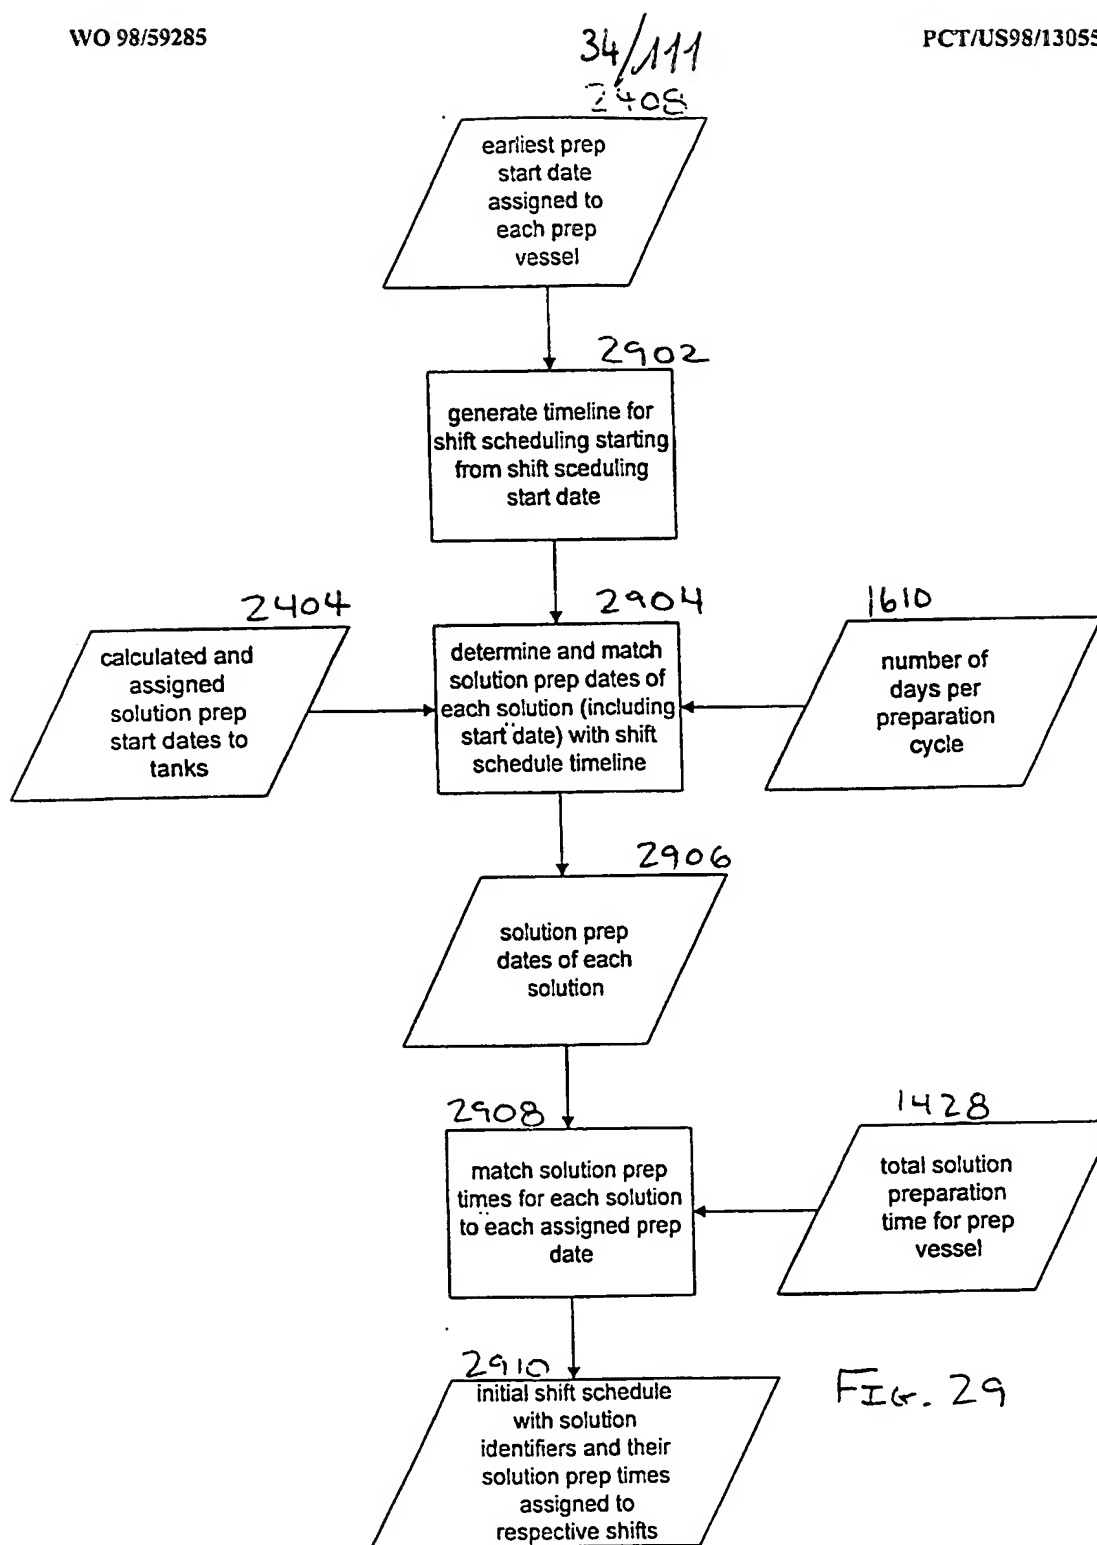 WO 98/59285
34/111
PCT/US98/13055
2408
earliest prep
start date
assigned to
each prep
vessel
2902
generate timeline for
shift scheduling starting
from shift sceduling
start date
2404
calculated and
assigned
solution prep
start dates to
tanks
2904
determine and match
solution prep dates of
each solution (including
start date) with shift
schedule timeline
1610
number of
days per
preparation
cycle
2906
solution prep
dates of each
solution
2908
match solution prep
times for each solution
to each assigned prep
date
1428
total solution
preparation
time for prep
vessel
2910
initial shift schedule
with solution
identifiers and their
solution prep times
assigned to
respective shifts
FIG. 29